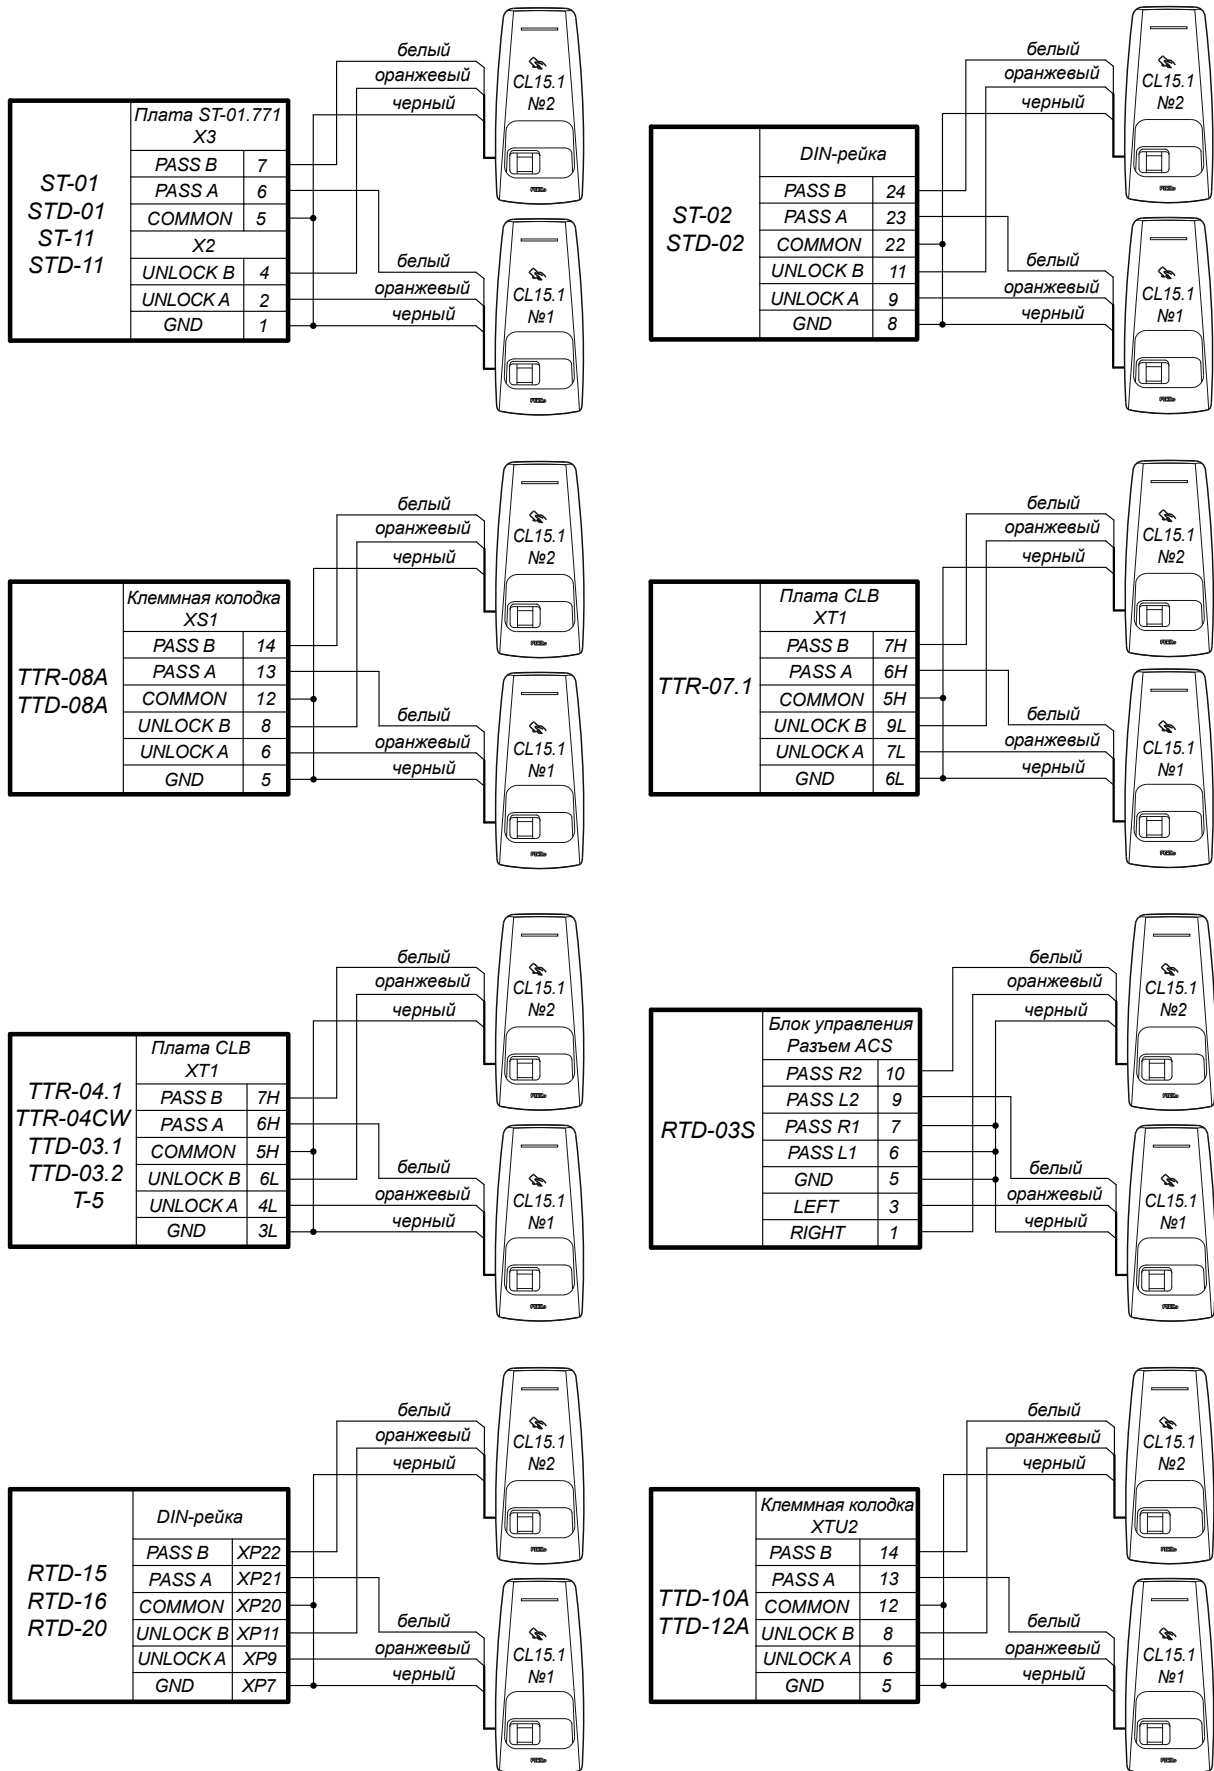 ST-01
STD-01
ST-11
STD-11
Плата ST-01.771
X3
PASS B 7
PASS A 6
COMMON 5
X2
UNLOCK B 4
UNLOCK A 2
GND 1
белый
оранжевый
черный
CL15.1
№2
белый
оранжевый
черный
CL15.1
№1
ST-02
STD-02
DIN-рейка
PASS B 24
PASS A 23
COMMON 22
UNLOCK B 11
UNLOCK A 9
GND 8
белый
оранжевый
черный
CL15.1
№2
белый
оранжевый
черный
CL15.1
№1
TTR-08A
TTD-08A
Клеммная колодка
XS1
PASS B 14
PASS A 13
COMMON 12
UNLOCK B 8
UNLOCK A 6
GND 5
белый
оранжевый
черный
CL15.1
№2
белый
оранжевый
черный
CL15.1
№1
TTR-07.1
Плата CLB
XT1
PASS B 7H
PASS A 6H
COMMON 5H
UNLOCK B 9L
UNLOCK A 7L
GND 6L
белый
оранжевый
черный
CL15.1
№2
белый
оранжевый
черный
CL15.1
№1
TTR-04.1
TTR-04CW
TTD-03.1
TTD-03.2
T-5
Плата CLB
XT1
PASS B 7H
PASS A 6H
COMMON 5H
UNLOCK B 6L
UNLOCK A 4L
GND 3L
белый
оранжевый
черный
CL15.1
№2
белый
оранжевый
черный
CL15.1
№1
RTD-03S
Блок управления
Разъем ACS
PASS R2 10
PASS L2 9
PASS R1 7
PASS L1 6
GND 5
LEFT 3
RIGHT 1
белый
оранжевый
черный
CL15.1
№2
белый
оранжевый
черный
CL15.1
№1
RTD-15
RTD-16
RTD-20
DIN-рейка
PASS B XP22
PASS A XP21
COMMON XP20
UNLOCK B XP11
UNLOCK A XP9
GND XP7
белый
оранжевый
черный
CL15.1
№2
белый
оранжевый
черный
CL15.1
№1
TTD-10A
TTD-12A
Клеммная колодка
XTU2
PASS B 14
PASS A 13
COMMON 12
UNLOCK B 8
UNLOCK A 6
GND 5
белый
оранжевый
черный
CL15.1
№2
белый
оранжевый
черный
CL15.1
№1